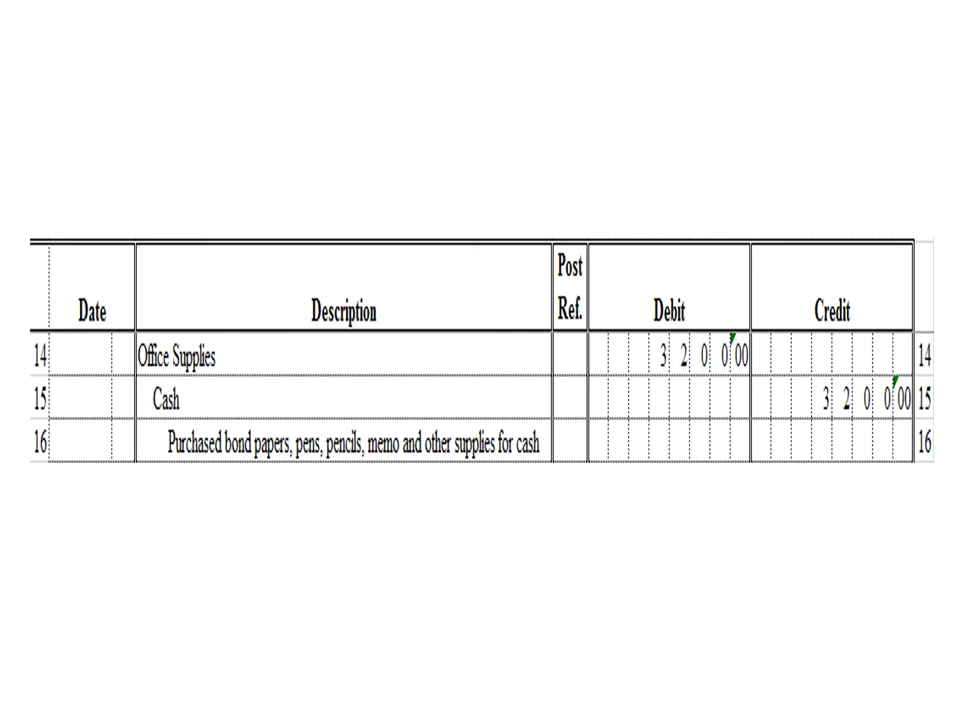 Date Description Post Ref. Debit Credit
14 Office Supplies 3 2 0 0 00 14
15 Cash 3 2 0 0 00 15
16 Purchased bond papers, pens, pencils, memo and other supplies for cash 16